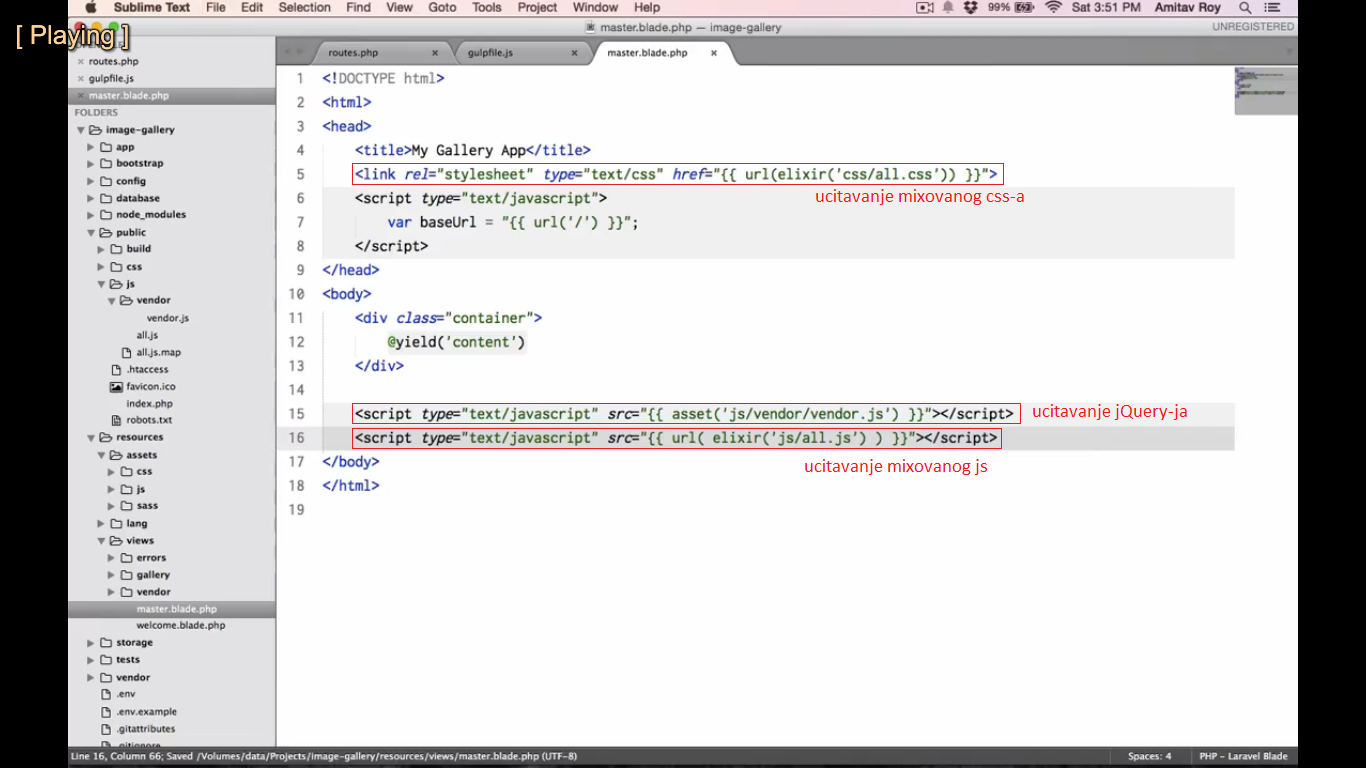 Sublime Text File Edit Selection Find View Goto Tools Project Window Help 99% Sat 3:51 PM Amitav Roy
[ Playing ]
master.blade.php — image-gallery
UNREGISTERED
routes.php
gulpfile.js
master.blade.php
FOLDERS
image-gallery
app
bootstrap
config
database
node_modules
public
build
css
js
vendor
vendor.js
all.js
all.js.map
.htaccess
favicon.ico
index.php
robots.txt
resources
assets
css
js
sass
lang
views
errors
gallery
vendor
master.blade.php
welcome.blade.php
storage
tests
vendor
.env
.env.example
.gitattributes
.gitignore
routes.php × gulpfile.js × master.blade.php ×
1 <!DOCTYPE html>
2 <html>
3 <head>
4 <title>My Gallery App</title>
5 <link rel="stylesheet" type="text/css" href="{{ url(elixir('css/all.css')) }}">
ucitavanje mixovanog css-a
6 <script type="text/javascript">
7 var baseUrl = "{{ url('/') }}";
8 </script>
9 </head>
10 <body>
11 <div class="container">
12 @yield('content')
13 </div>
14
15 <script type="text/javascript" src="{{ asset('js/vendor/vendor.js') }}"></script> ucitavanje jQuery-ja
16 <script type="text/javascript" src="{{ url( elixir('js/all.js') ) }}"></script>
ucitavanje mixovanog js
17 </body>
18 </html>
19
Line 16, Column 66; Saved /Volumes/data/Projects/image-gallery/resources/views/master.blade.php (UTF-8) Spaces: 4 PHP - Laravel Blade